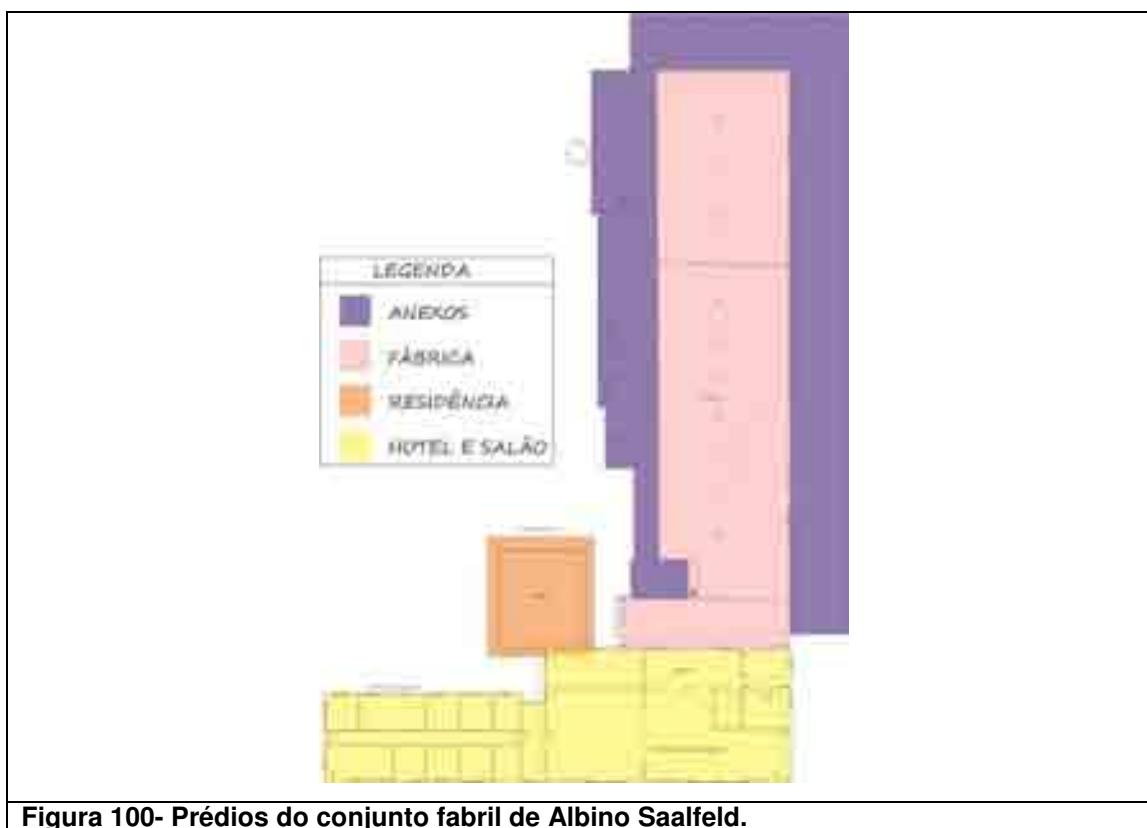 LEGENDA
ANEXOS
FÁBRICA
RESIDÊNCIA
HOTEL E SALÃO
Figura 100- Prédios do conjunto fabril de Albino Saalfeld.